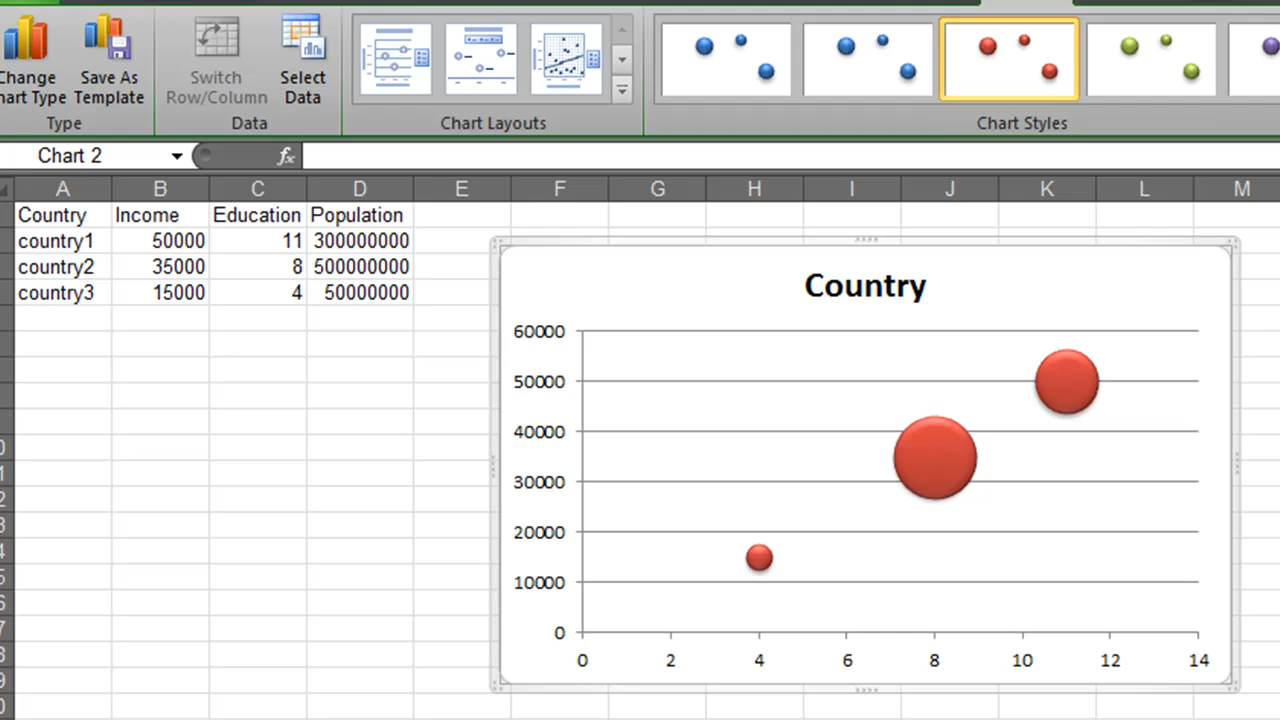 Change Chart Type
Save As Template
Switch Row/Column
Select Data
Type
Data
Chart Layouts
Chart Styles
Chart 2
fx
A B C D E F G H I J K L M
Country Income Education Population
country1 50000 11 300000000
country2 35000 8 500000000
country3 15000 4 50000000
Country
60000
50000
40000
30000
20000
10000
0
0 2 4 6 8 10 12 14